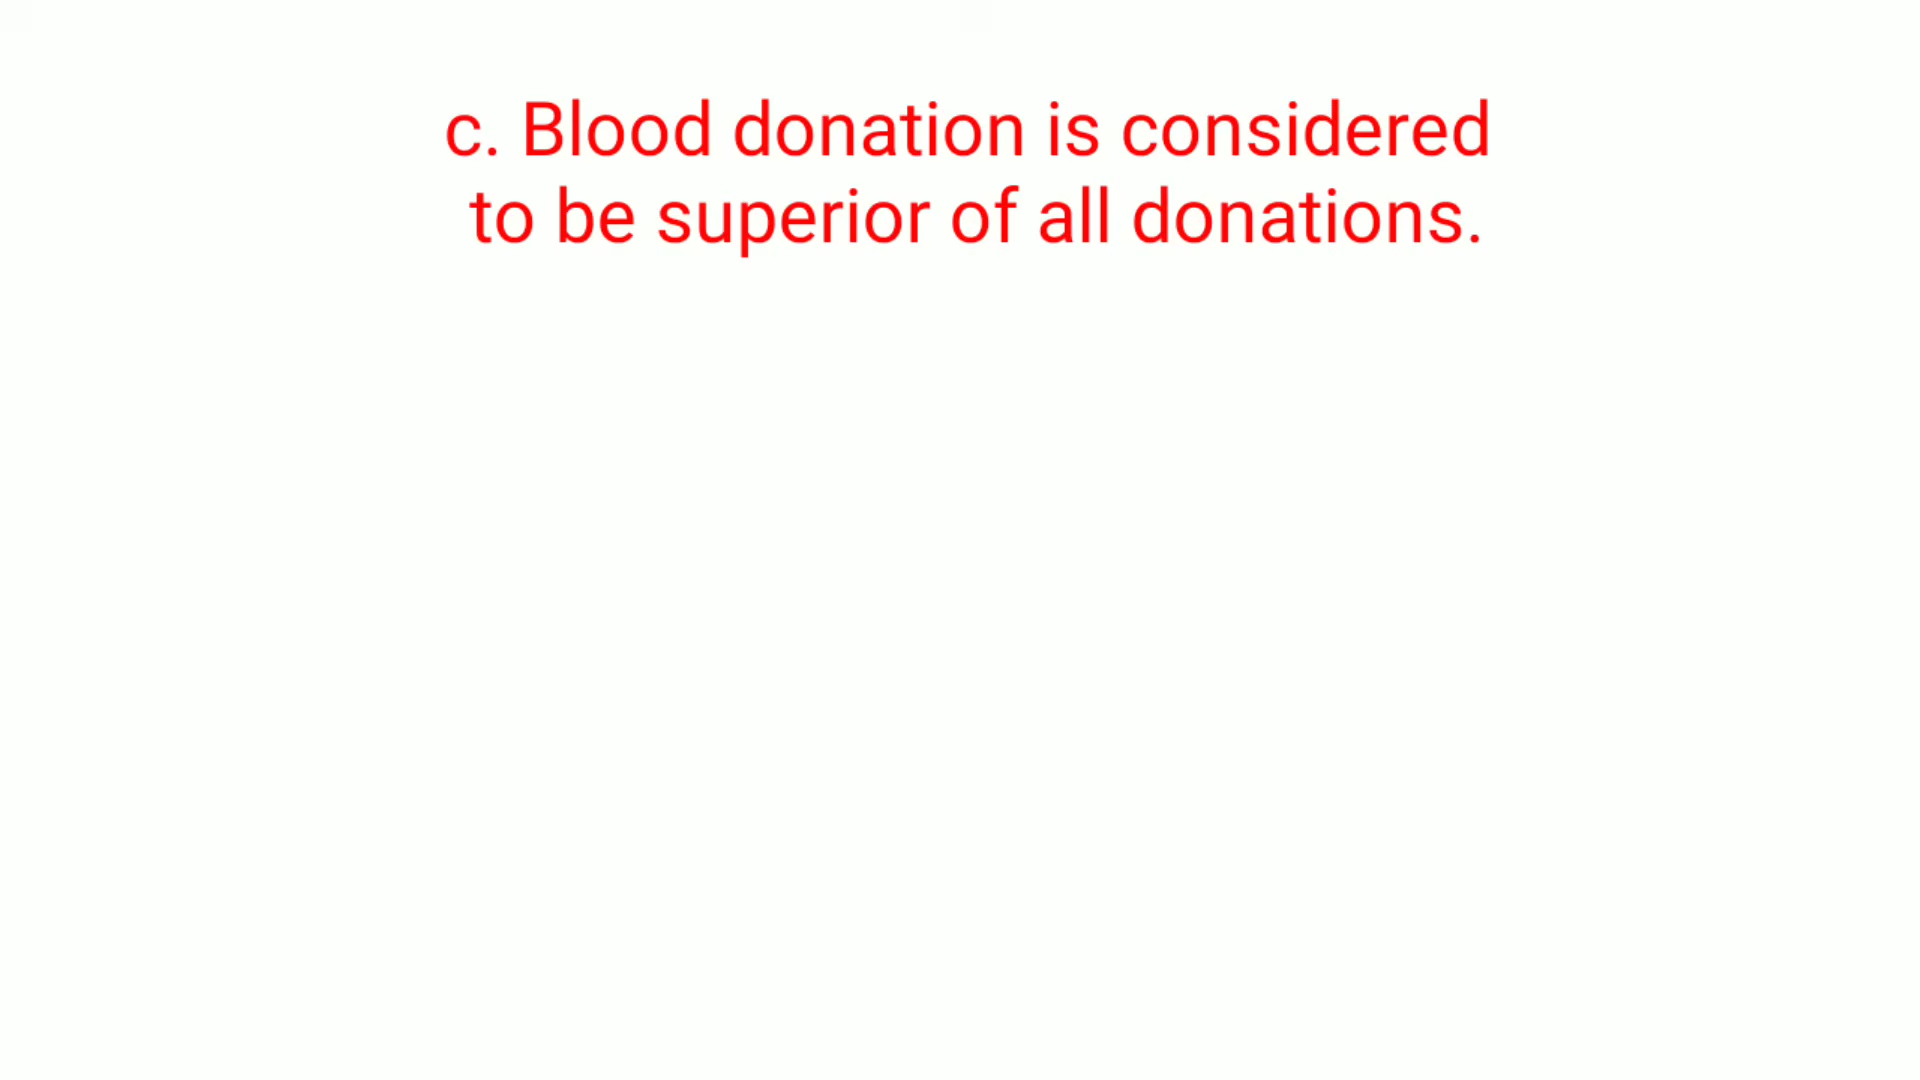 c. Blood donation is considered
to be superior of all donations.